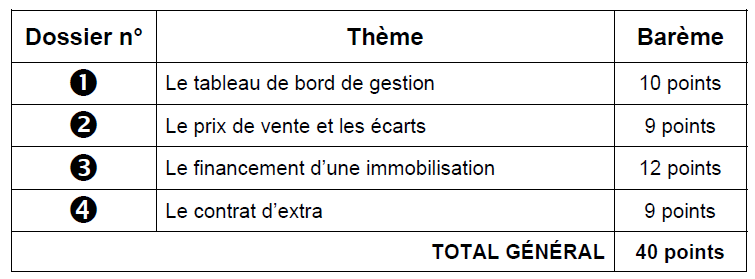 Dossier n° Thème Barème
❶ Le tableau de bord de gestion 10 points
❷ Le prix de vente et les écarts 9 points
❸ Le financement d’une immobilisation 12 points
❹ Le contrat d’extra 9 points
TOTAL GÉNÉRAL 40 points